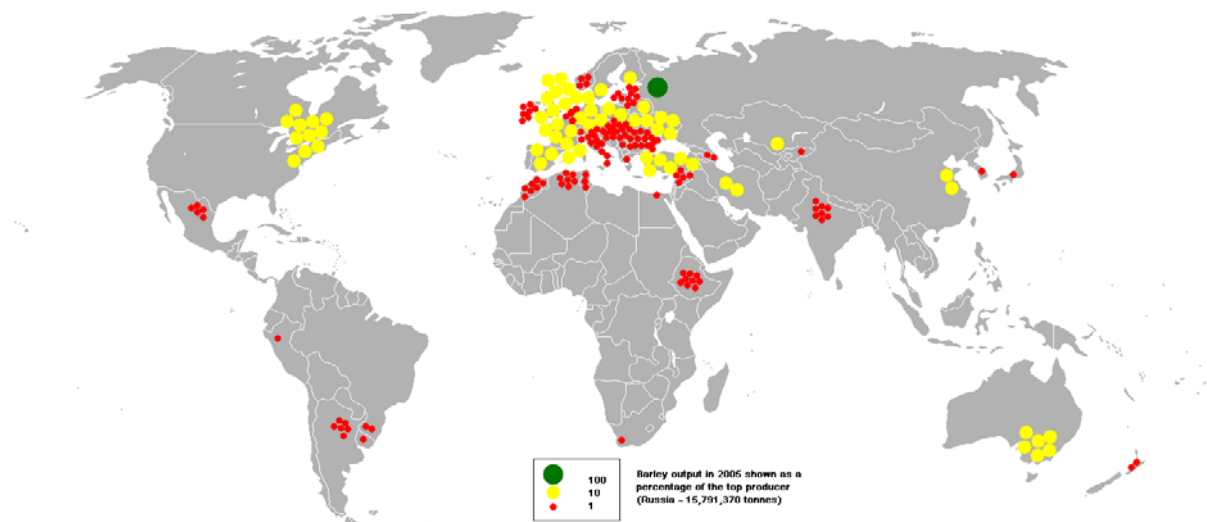 100
10
1
Barley output in 2005 shown as a
percentage of the top producer
(Russia - 15,791,370 tonnes)